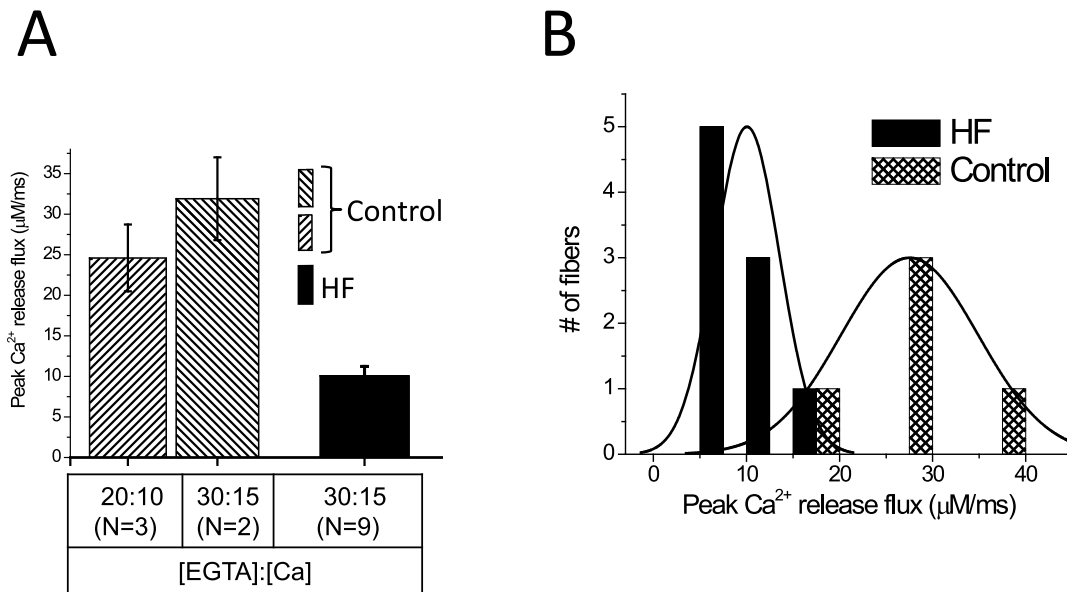 A
Peak Ca²⁺ release flux (μM/ms)
35
30
25
20
15
10
5
0
Control
HF
20:10
(N=3)
30:15
(N=2)
30:15
(N=9)
[EGTA]:[Ca]
B
# of fibers
5
4
3
2
1
0
HF
Control
0 10 20 30 40
Peak Ca²⁺ release flux (μM/ms)